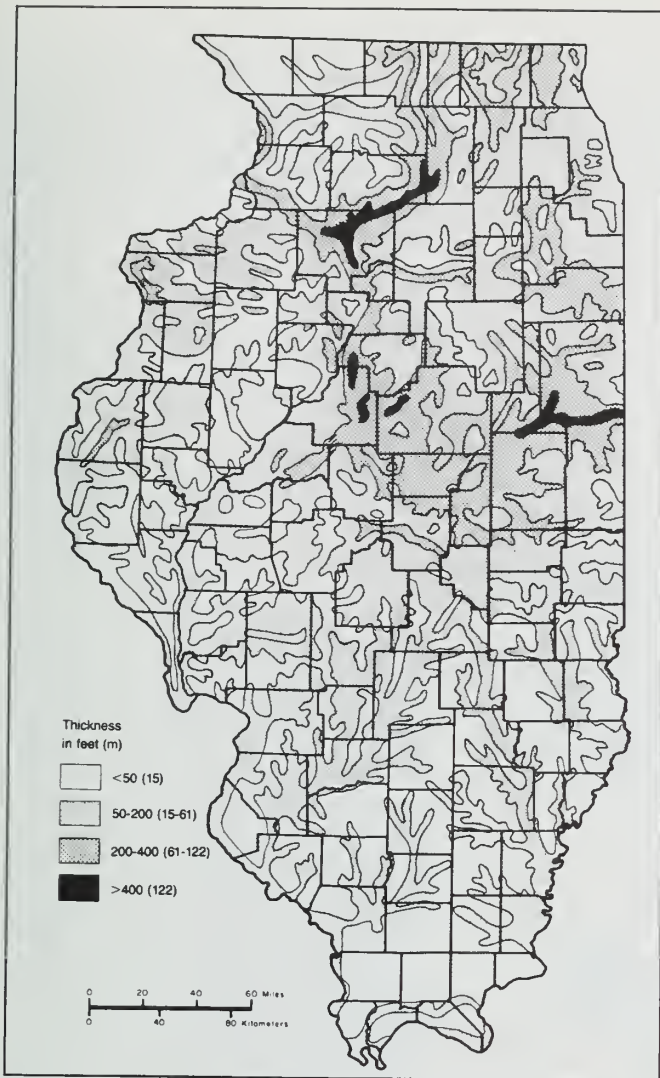 Thickness
in feet (m)
<50 (15)
50-200 (15-61)
200-400 (61-122)
>400 (122)
0 20 40 60 Miles
0 40 80 Kilometers